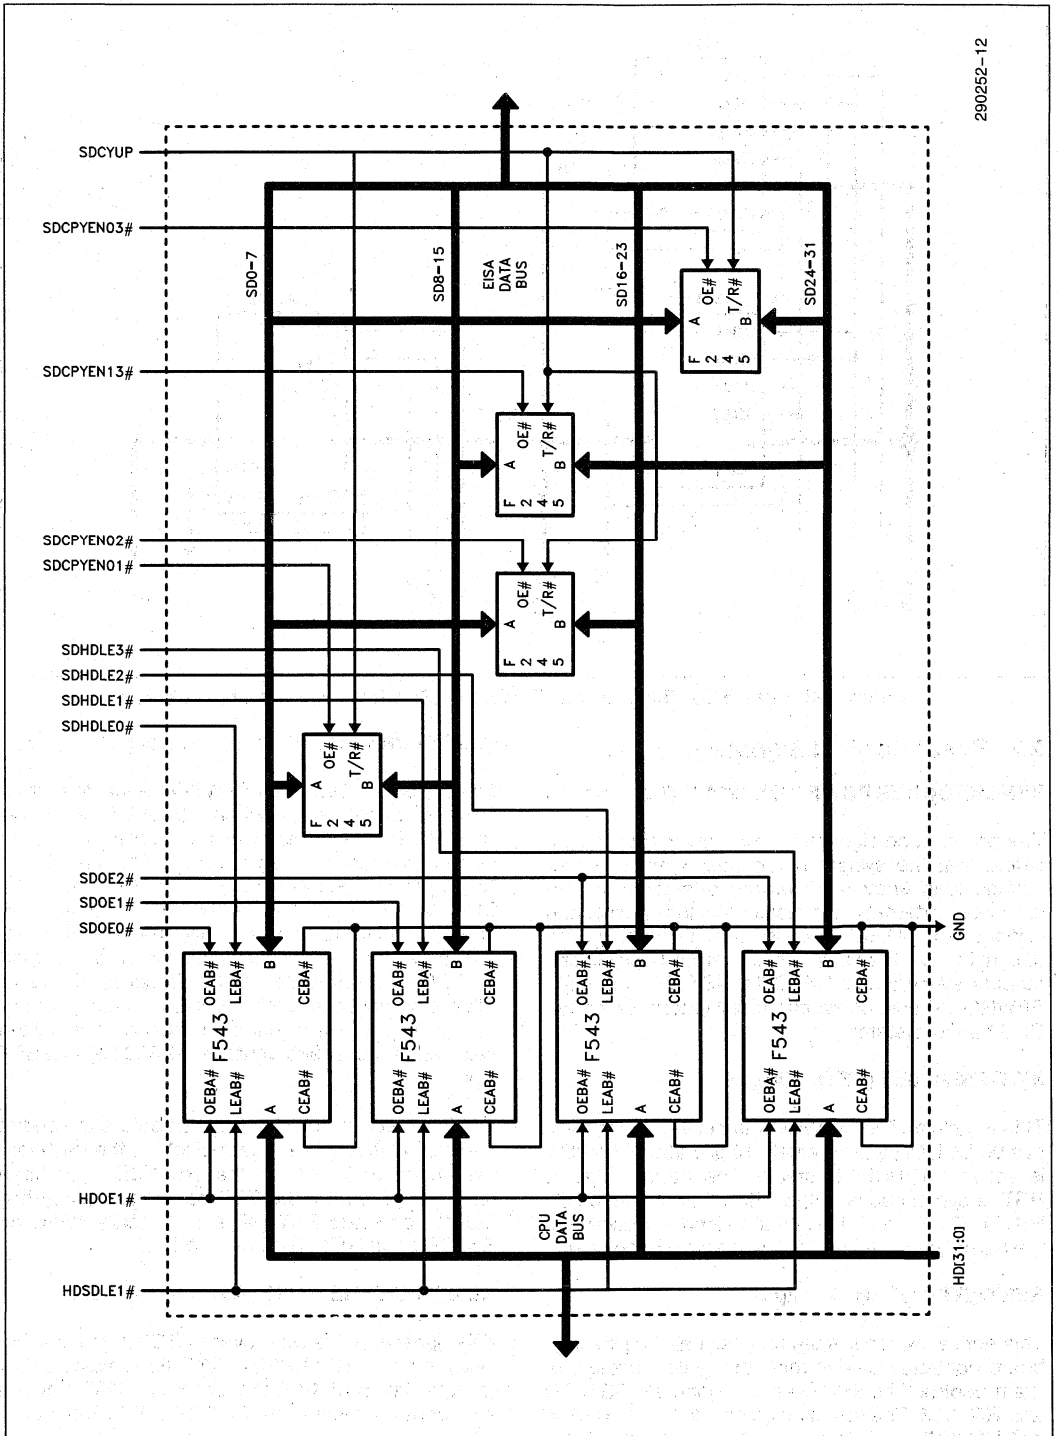 290252-12
SDCYUP
SDCPYEN03#
SDCPYEN13#
SDCPYEN02#
SDCPYEN01#
SDHDLE3#
SDHDLE2#
SDHDLE1#
SDHDLE0#
SDOE2#
SDOE1#
SDOE0#
HDOE1#
HDSDLE1#
SD0-7
SD8-15
EISA
DATA
BUS
SD16-23
SD24-31
OE#
T/R#
A
B
F
2
4
5
OE#
T/R#
A
B
F
2
4
5
OE#
T/R#
A
B
F
2
4
5
OE#
T/R#
A
B
F
2
4
5
GND
OEAB#
LEBA#
B
CEBA#
F543
OEBA#
LEAB#
A
CEAB#
OEAB#
LEBA#
B
CEBA#
F543
OEBA#
LEAB#
A
CEAB#
OEAB#
LEBA#
B
CEBA#
F543
OEBA#
LEAB#
A
CEAB#
OEAB#
LEBA#
B
CEBA#
F543
OEBA#
LEAB#
A
CEAB#
CPU
DATA
BUS
HD[31:0]